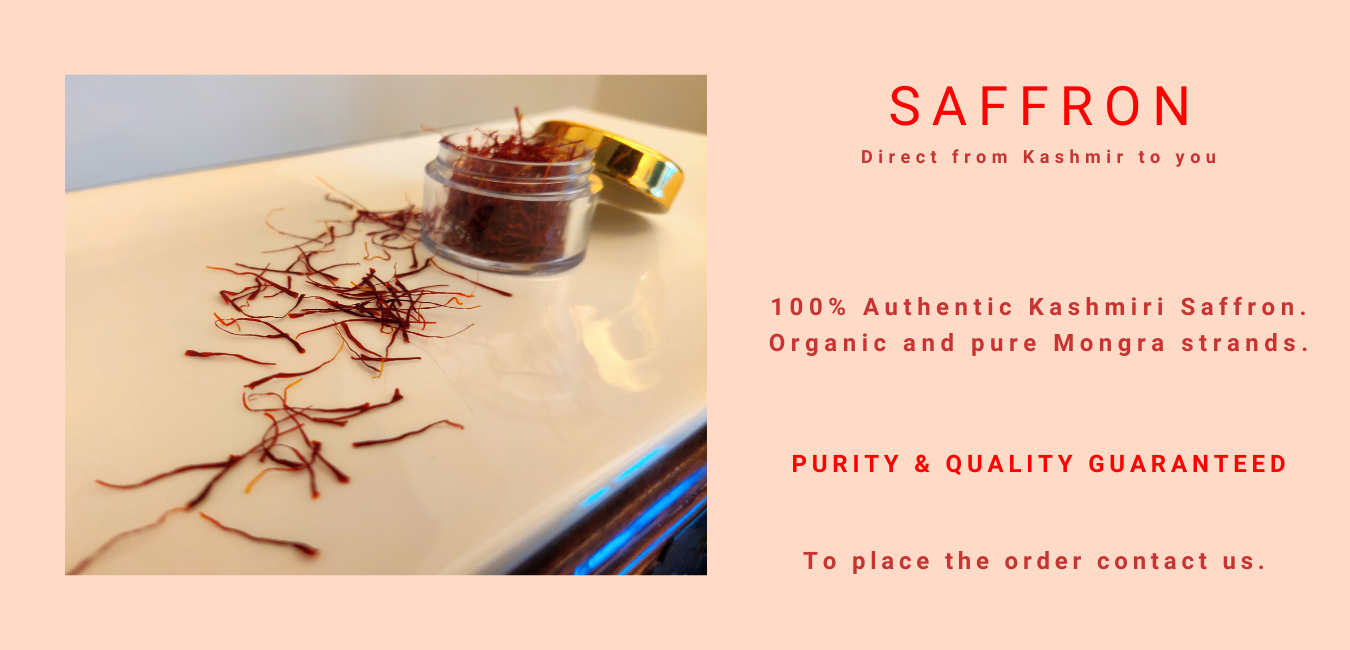 SAFFRON
Direct from Kashmir to you
100% Authentic Kashmiri Saffron.
Organic and pure Mongra strands.
PURITY & QUALITY GUARANTEED
To place the order contact us.